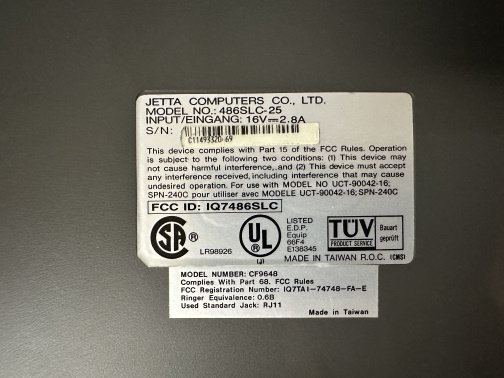 JETTA COMPUTERS CO., LTD.
MODEL NO.: 486SLC-25
INPUT/EINGANG: 16V⎓2.8A
S/N:
C11493320 69
This device complies with Part 15 of the FCC Rules. Operation
is subject to the following two conditions: (1) This device may
not cause harmful interference,.and (2) This device must accept
any interference received, including interference that may cause
undesired operation. For use with MODEL NO UCT-90042-16;
SPN-240C pour utiliser avec MODELE UCT-90042-16; SPN-240C
FCC ID: IQ7486SLC
SA
LR98926
UL
(J)
LISTED
E.D.P.
Equip
66F4
E138345
TÜV
PRODUCT SERVICE
Bauart
geprüft
MADE IN TAIWAN R.O.C. (CMS)
MODEL NUMBER: CF9648
Complies With Part 68. FCC Rules
FCC Registration Number: IQ7TAI-74748-FA-E
Ringer Equivalence: 0.6B
Used Standard Jack: RJ11
Made in Taiwan